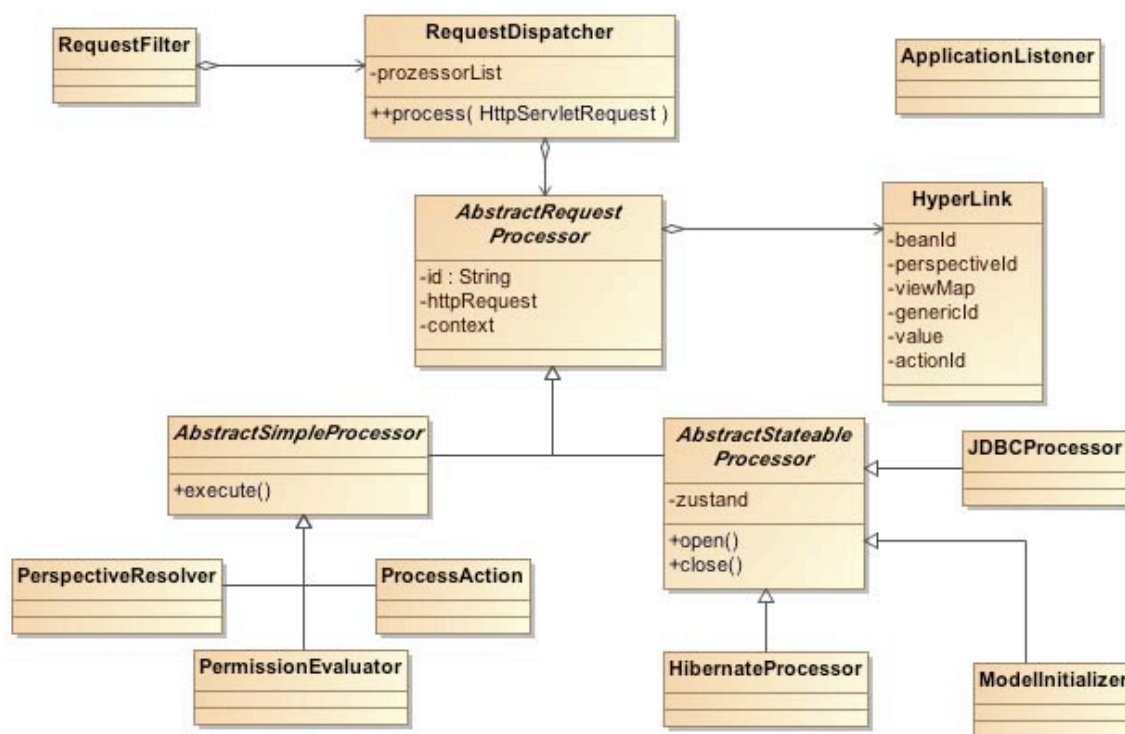 RequestFilter
RequestDispatcher
-prozessorList
++process( HttpServletRequest )
ApplicationListener
AbstractRequest
Processor
-id : String
-httpRequest
-context
HyperLink
-beanId
-perspectiveId
-viewMap
-genericId
-value
-actionId
AbstractSimpleProcessor
+execute()
AbstractStateable
Processor
-zustand
+open()
+close()
JDBCProcessor
PerspectiveResolver
ProcessAction
PermissionEvaluator
HibernateProcessor
ModelInitializer